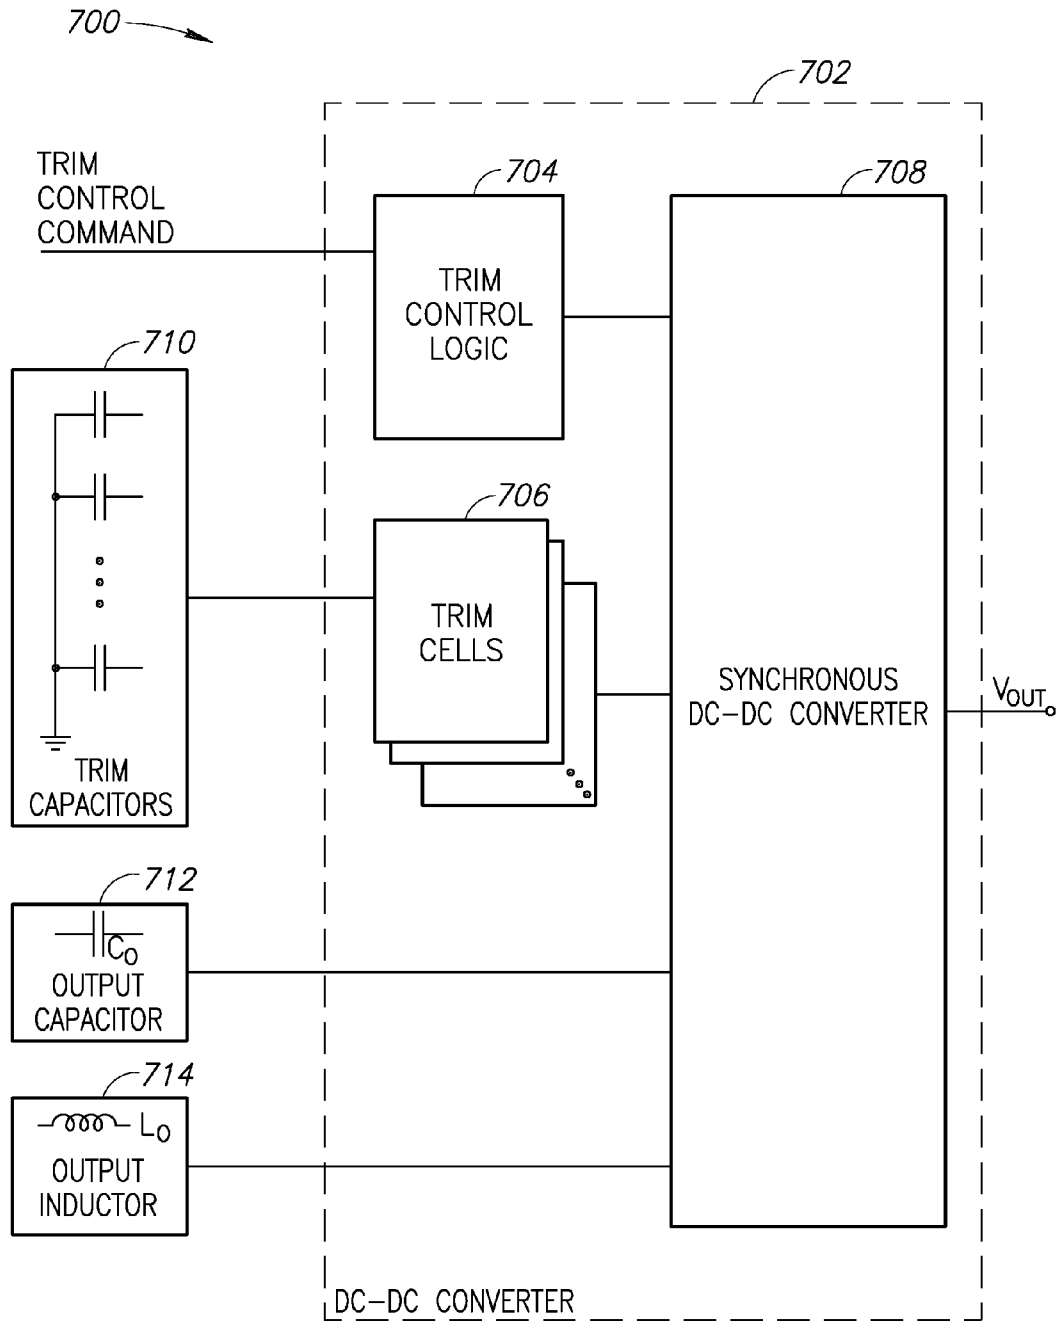 700
702
TRIM
CONTROL
COMMAND
704
708
TRIM
CONTROL
LOGIC
710
706
TRIM
CELLS
SYNCHRONOUS
DC-DC CONVERTER
VOUT
TRIM
CAPACITORS
712
CO
OUTPUT
CAPACITOR
714
LO
OUTPUT
INDUCTOR
DC-DC CONVERTER